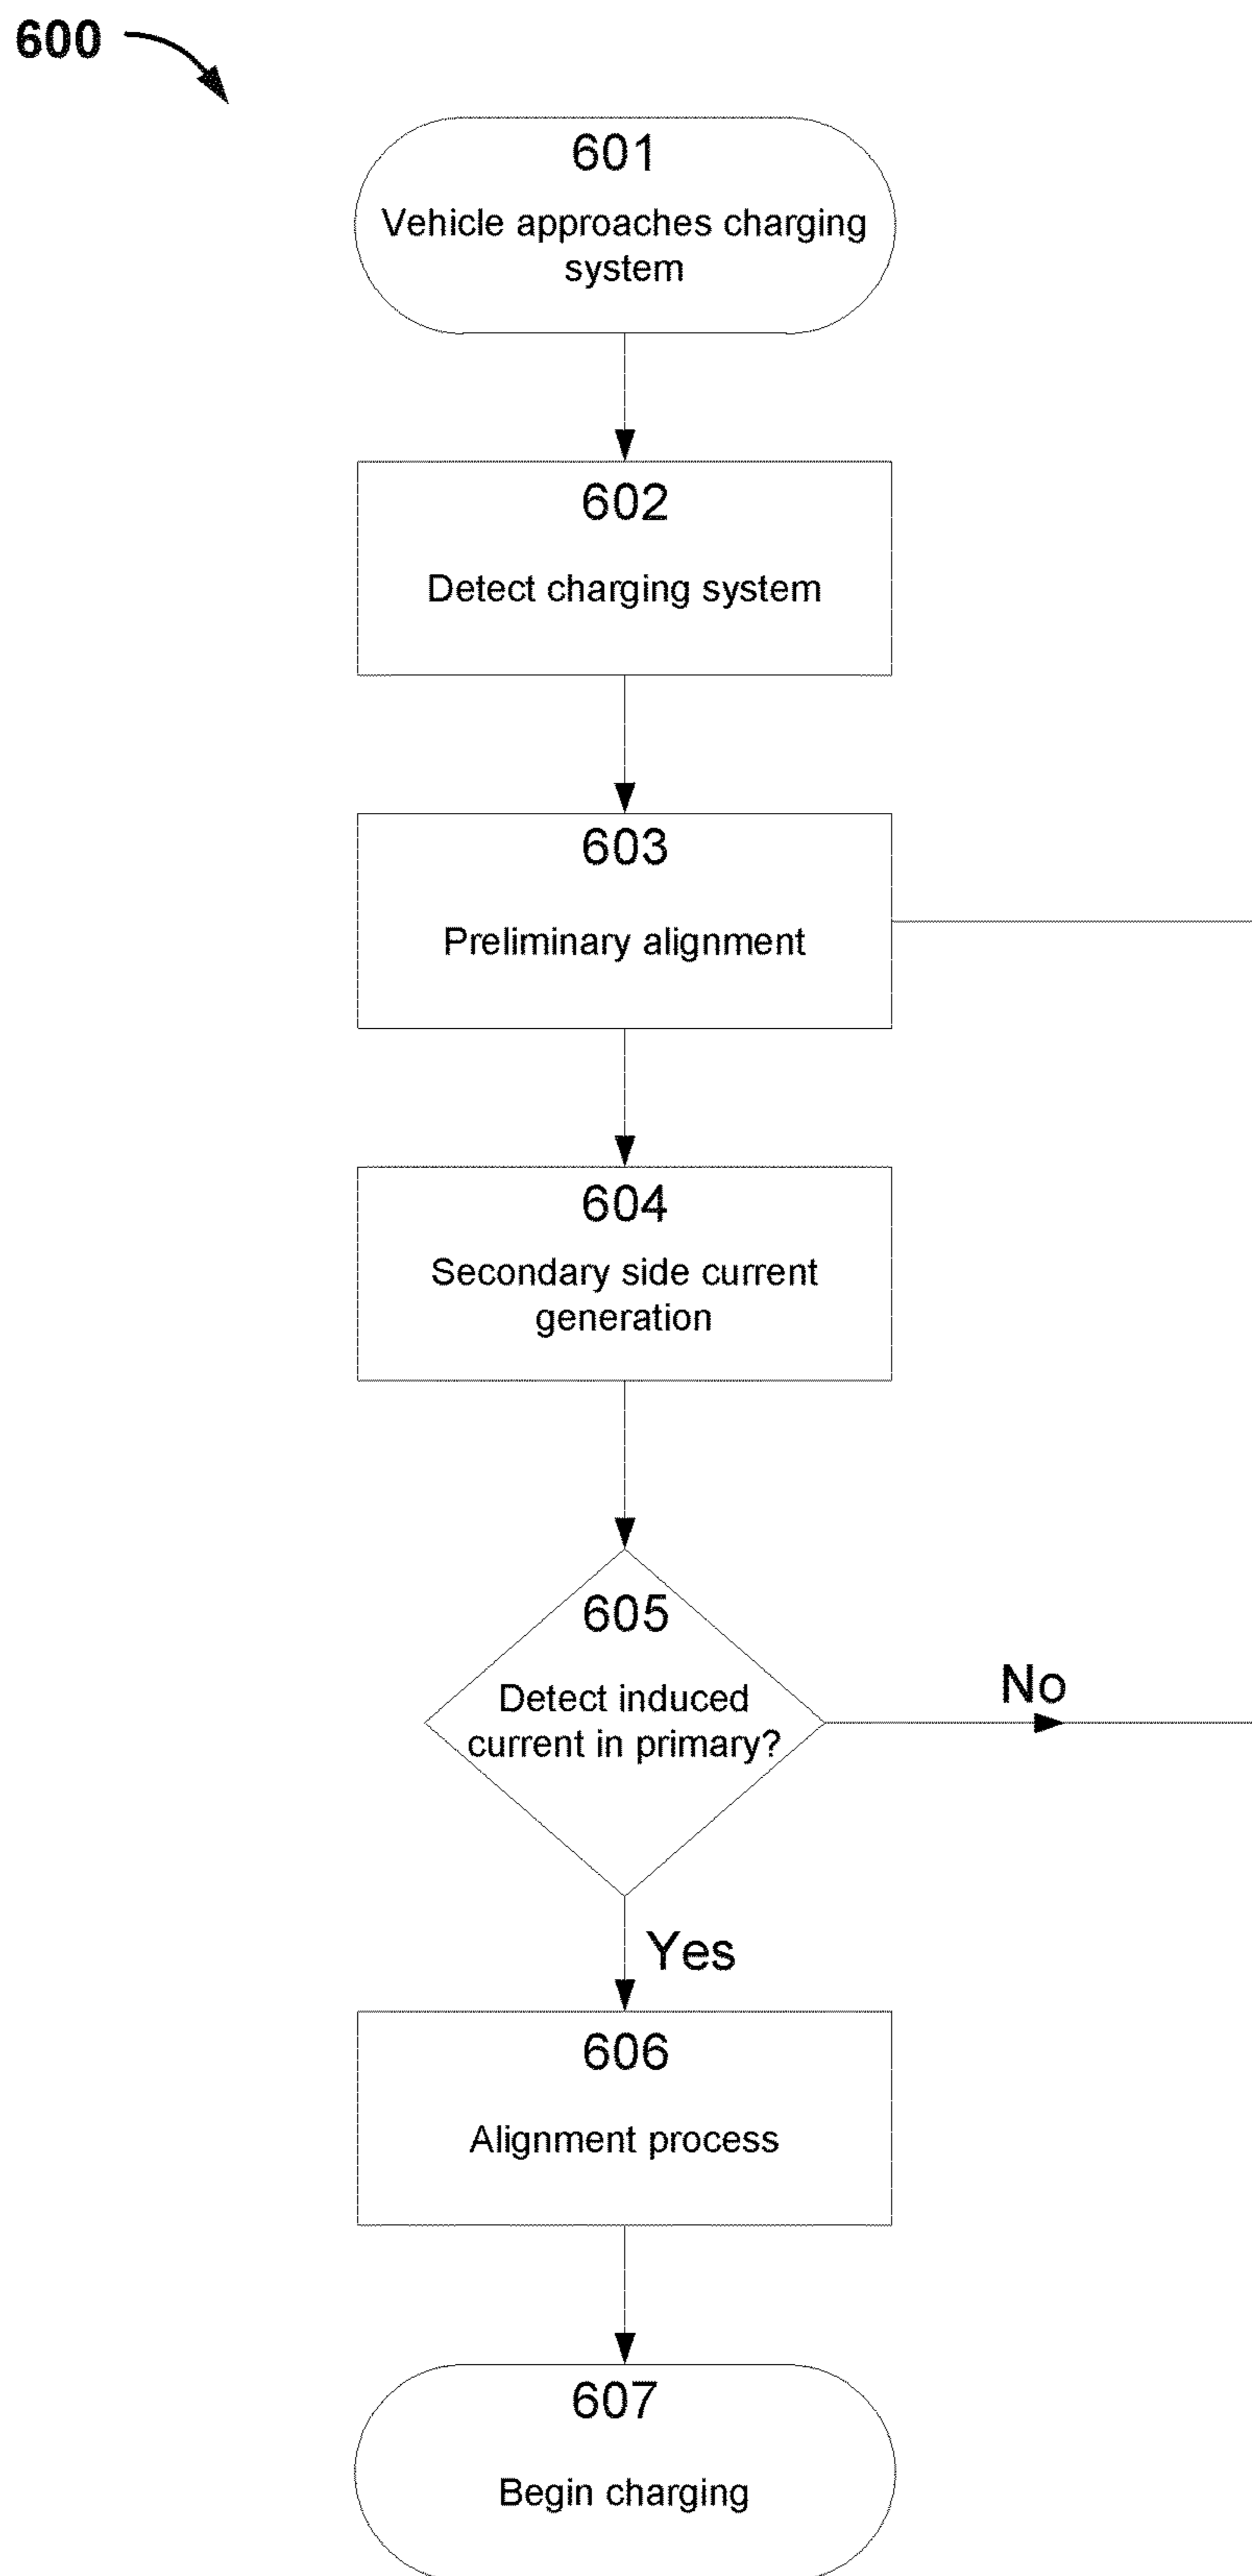 600
601
Vehicle approaches charging
system
602
Detect charging system
603
Preliminary alignment
604
Secondary side current
generation
605
Detect induced
current in primary?
No
Yes
606
Alignment process
607
Begin charging